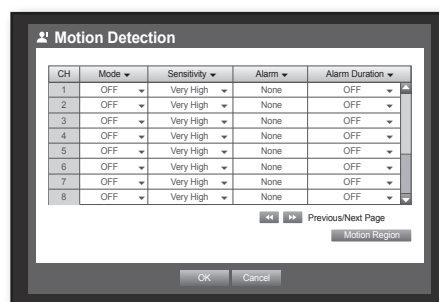 Motion Detection
CH Mode Sensitivity Alarm Alarm Duration
1 OFF Very High None OFF
2 OFF Very High None OFF
3 OFF Very High None OFF
4 OFF Very High None OFF
5 OFF Very High None OFF
6 OFF Very High None OFF
7 OFF Very High None OFF
8 OFF Very High None OFF
Previous/Next Page
Motion Region
OK Cancel